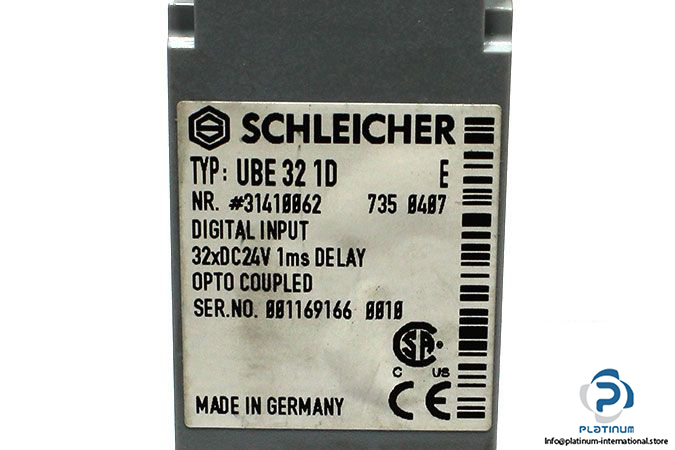 SCHLEICHER
TYP: UBE 32 1D E
NR. #31410062 735 0407
DIGITAL INPUT
32xDC24V 1ms DELAY
OPTO COUPLED
SER.NO. 001169166 0010
SA
C US
CE
MADE IN GERMANY
PLATINUM
Info@platinum-international.store